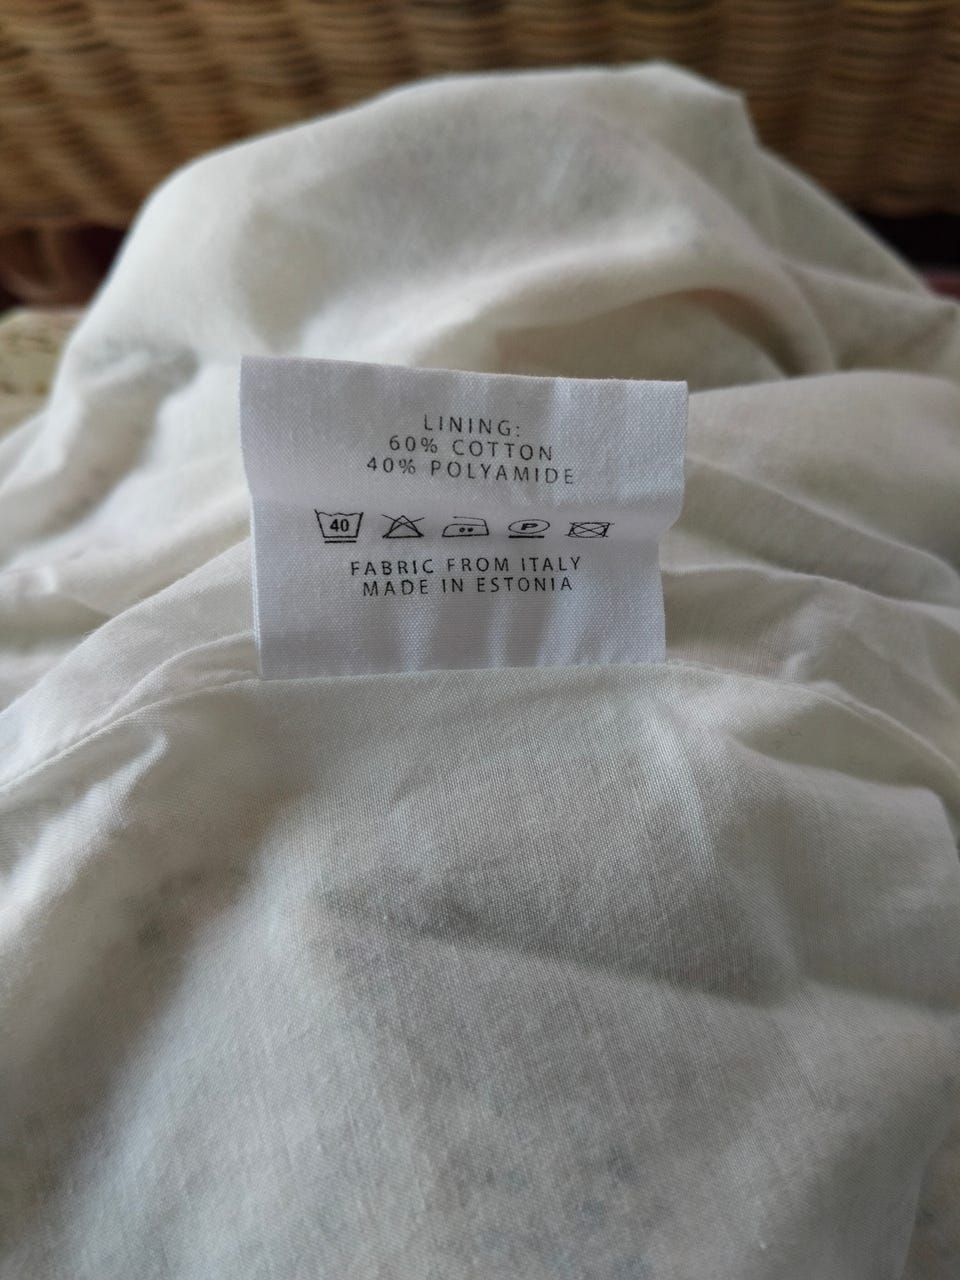 LINING:
60% COTTON
40% POLYAMIDE
40
P
FABRIC FROM ITALY
MADE IN ESTONIA